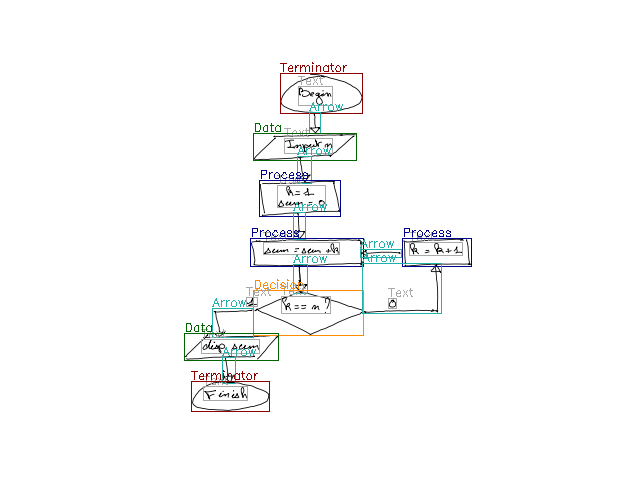 Terminator
Text
Begin
Arrow
Data
Text
Input n
Arrow
Process
k=1
sum=0
Arrow
Process
sum=sum+k
Arrow
Process
k=k+1
Arrow
Arrow
Decision
Text
k==n?
Text
1
Text
0
Arrow
Data
disp sum
Arrow
Terminator
Finish